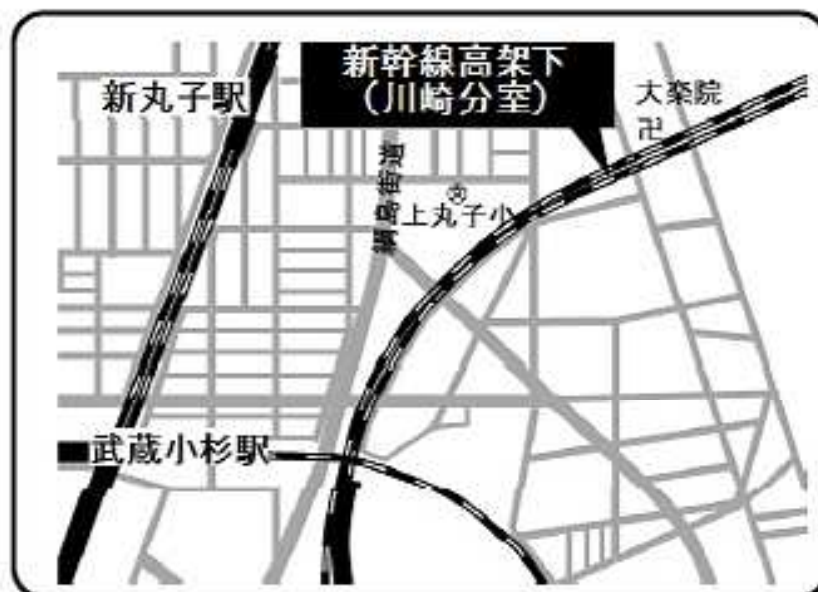 新幹線高架下
（川崎分室）
新丸子駅
大楽院
卍
綱島街道
上丸子小
武蔵小杉駅